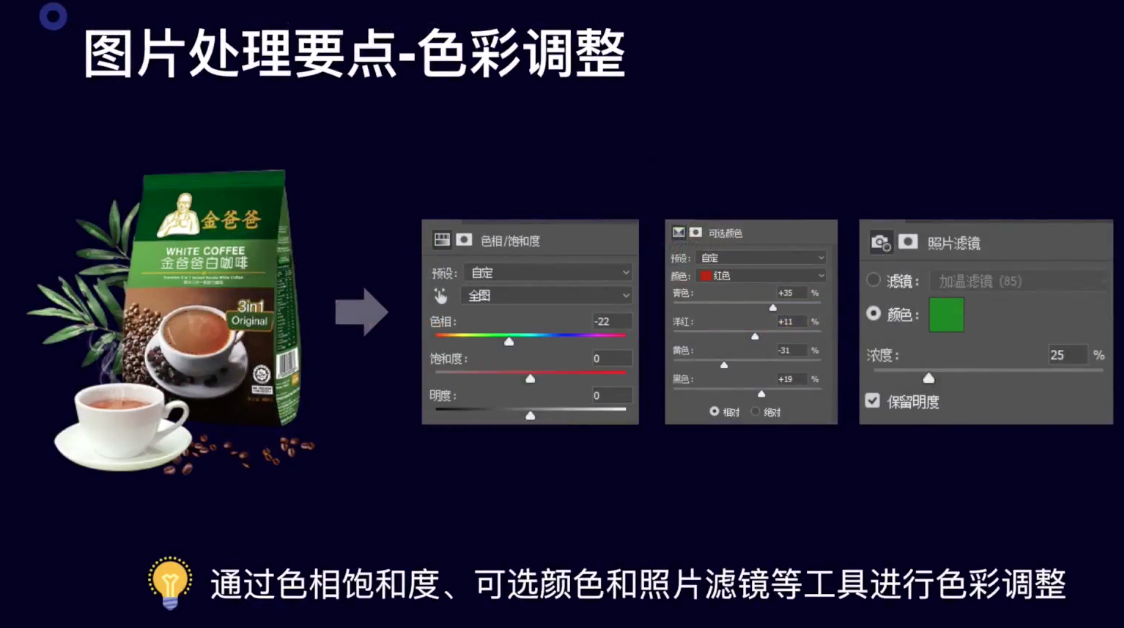 图片处理要点-色彩调整
金爸爸
WHITE COFFEE
金爸爸白咖啡
3in1
Original
色相/饱和度
预设: 自定
全图
色相: -22
饱和度: 0
明度: 0
可选颜色
预设: 自定
颜色: 红色
青色: +35 %
洋红: +11 %
黄色: -31 %
黑色: +19 %
相对 绝对
照片滤镜
滤镜: 加温滤镜 (85)
颜色:
浓度: 25 %
保留明度
通过色相饱和度、可选颜色和照片滤镜等工具进行色彩调整